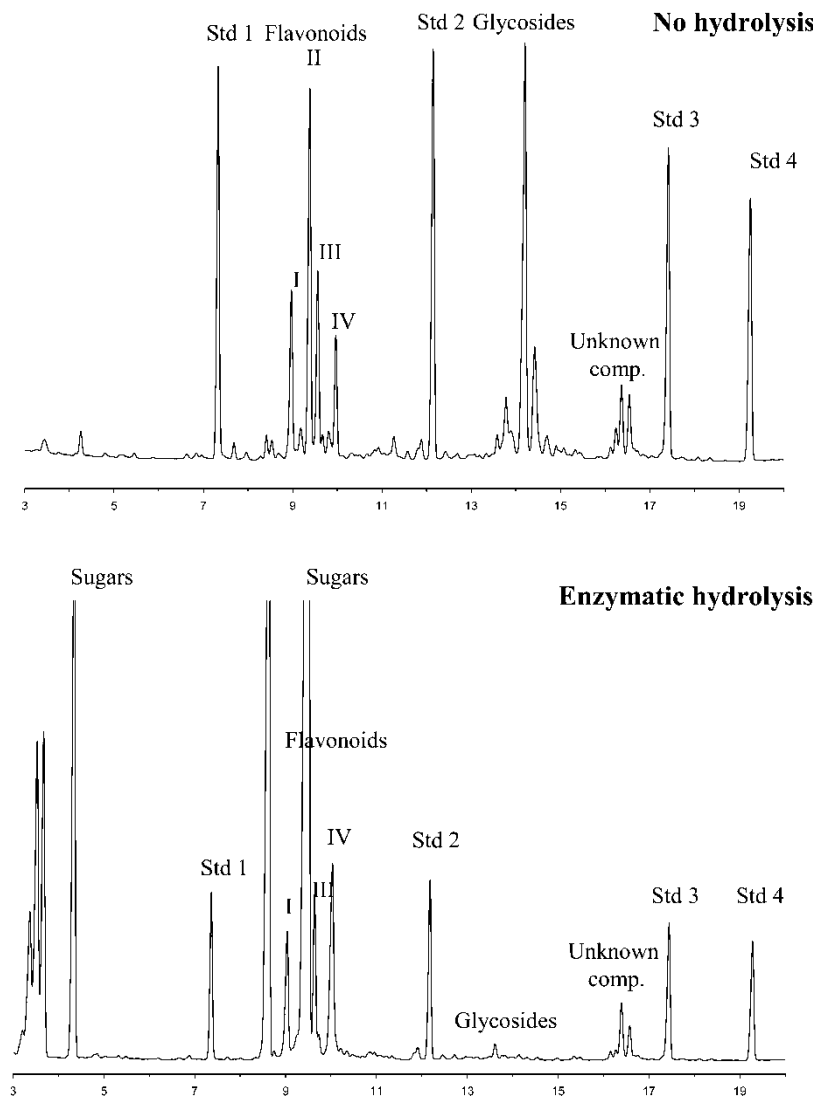 Std 1 Flavonoids Std 2 Glycosides No hydrolysis
II
Std 3
Std 4
III
I
IV
Unknown
comp.
3 5 7 9 11 13 15 17 19
Sugars Sugars
Enzymatic hydrolysis
Flavonoids
IV
Std 2
Std 1
III
I
Std 3 Std 4
Unknown
comp.
Glycosides
3 5 7 9 11 13 15 17 19